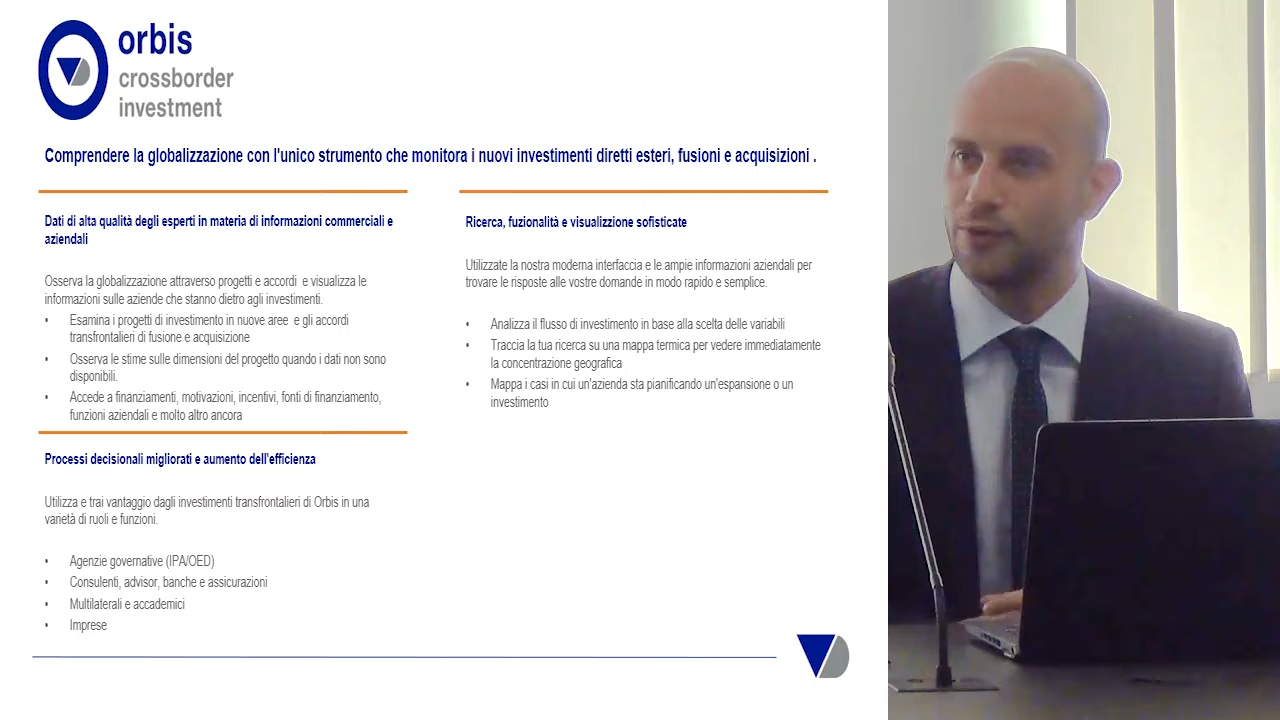 orbis
crossborder
investment
Comprendere la globalizzazione con l'unico strumento che monitora i nuovi investimenti diretti esteri, fusioni e acquisizioni .
Dati di alta qualità degli esperti in materia di informazioni commerciali e
aziendali
Osserva la globalizzazione attraverso progetti e accordi e visualizza le
informazioni sulle aziende che stanno dietro agli investimenti.
• Esamina i progetti di investimento in nuove aree e gli accordi
transfrontalieri di fusione e acquisizione
• Osserva le stime sulle dimensioni del progetto quando i dati non sono
disponibili.
• Accede a finanziamenti, motivazioni, incentivi, fonti di finanziamento,
funzioni aziendali e molto altro ancora
Processi decisionali migliorati e aumento dell'efficienza
Utilizza e trai vantaggio dagli investimenti transfrontalieri di Orbis in una
varietà di ruoli e funzioni.
• Agenzie governative (IPA/OED)
• Consulenti, advisor, banche e assicurazioni
• Multilaterali e accademici
• Imprese
Ricerca, fuzionalità e visualizzione sofisticate
Utilizzate la nostra moderna interfaccia e le ampie informazioni aziendali per
trovare le risposte alle vostre domande in modo rapido e semplice.
• Analizza il flusso di investimento in base alla scelta delle variabili
• Traccia la tua ricerca su una mappa termica per vedere immediatamente
la concentrazione geografica
• Mappa i casi in cui un'azienda sta pianificando un'espansione o un
investimento